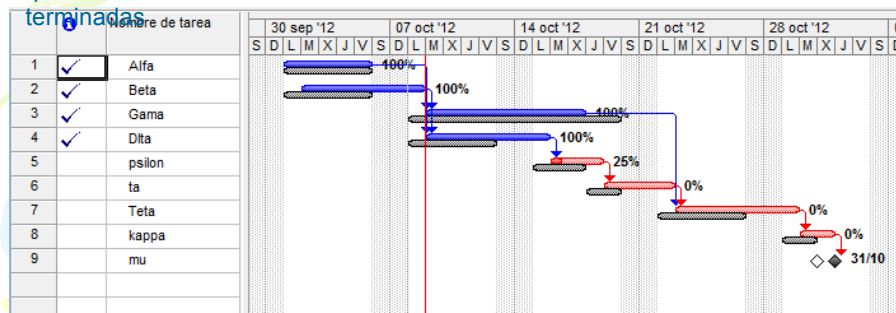 terminadas
Nombre de tarea
30 sep '12 07 oct '12 14 oct '12 21 oct '12 28 oct '12
S D L M X J V S D L M X J V S D L M X J V S D L M X J V S D L M X J V S
1 Alfa 100%
2 Beta 100%
3 Gama 100%
4 Dlta 100%
5 psilon 25%
6 ta 0%
7 Teta 0%
8 kappa 0%
9 mu 31/10